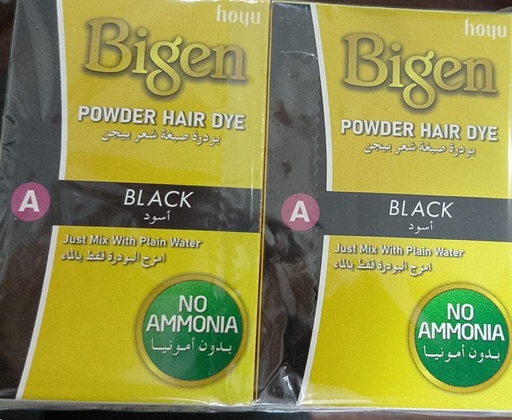 hoyu
Bigen
POWDER HAIR DYE
بودرة صبغة شعر بيجن
A
BLACK
أسود
Just Mix With Plain Water
امزج البودرة فقط بالماء
NO
AMMONIA
بدون أمونيا
hoyu
Bigen
POWDER HAIR DYE
بودرة صبغة شعر بيجن
A
BLACK
أسود
Just Mix With Plain Water
امزج البودرة فقط بالماء
NO
AMMONIA
بدون أمونيا